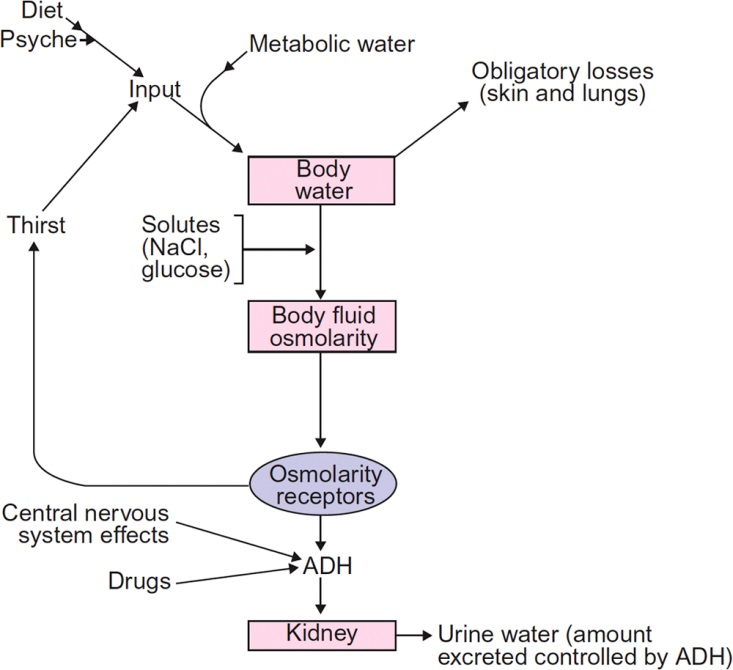 Diet
Psyche
Input
Metabolic water
Obligatory losses
(skin and lungs)
Body
water
Thirst
Solutes
(NaCl,
glucose)
Body fluid
osmolarity
Osmolarity
receptors
Central nervous
system effects
ADH
Drugs
Kidney
Urine water (amount
excreted controlled by ADH)